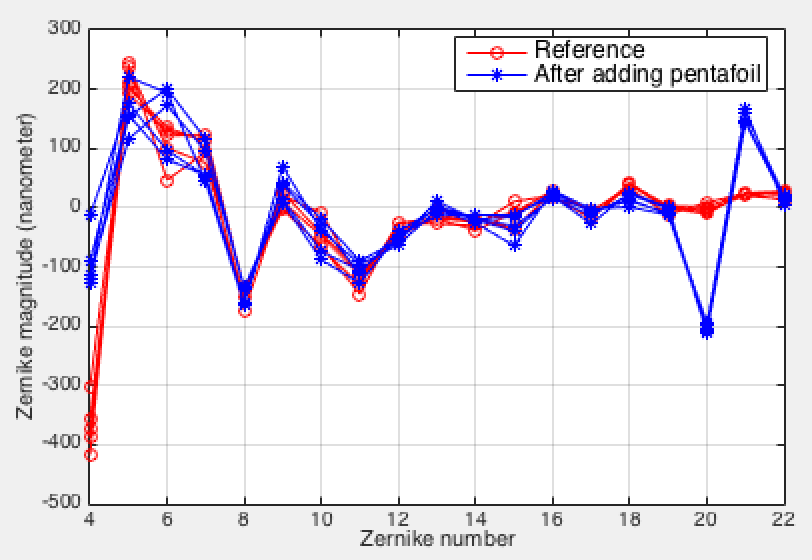 300
200
100
0
-100
-200
-300
-400
-500
Zernike magnitude (nanometer)
Reference
After adding pentafoil
4 6 8 10 12 14 16 18 20 22
Zernike number